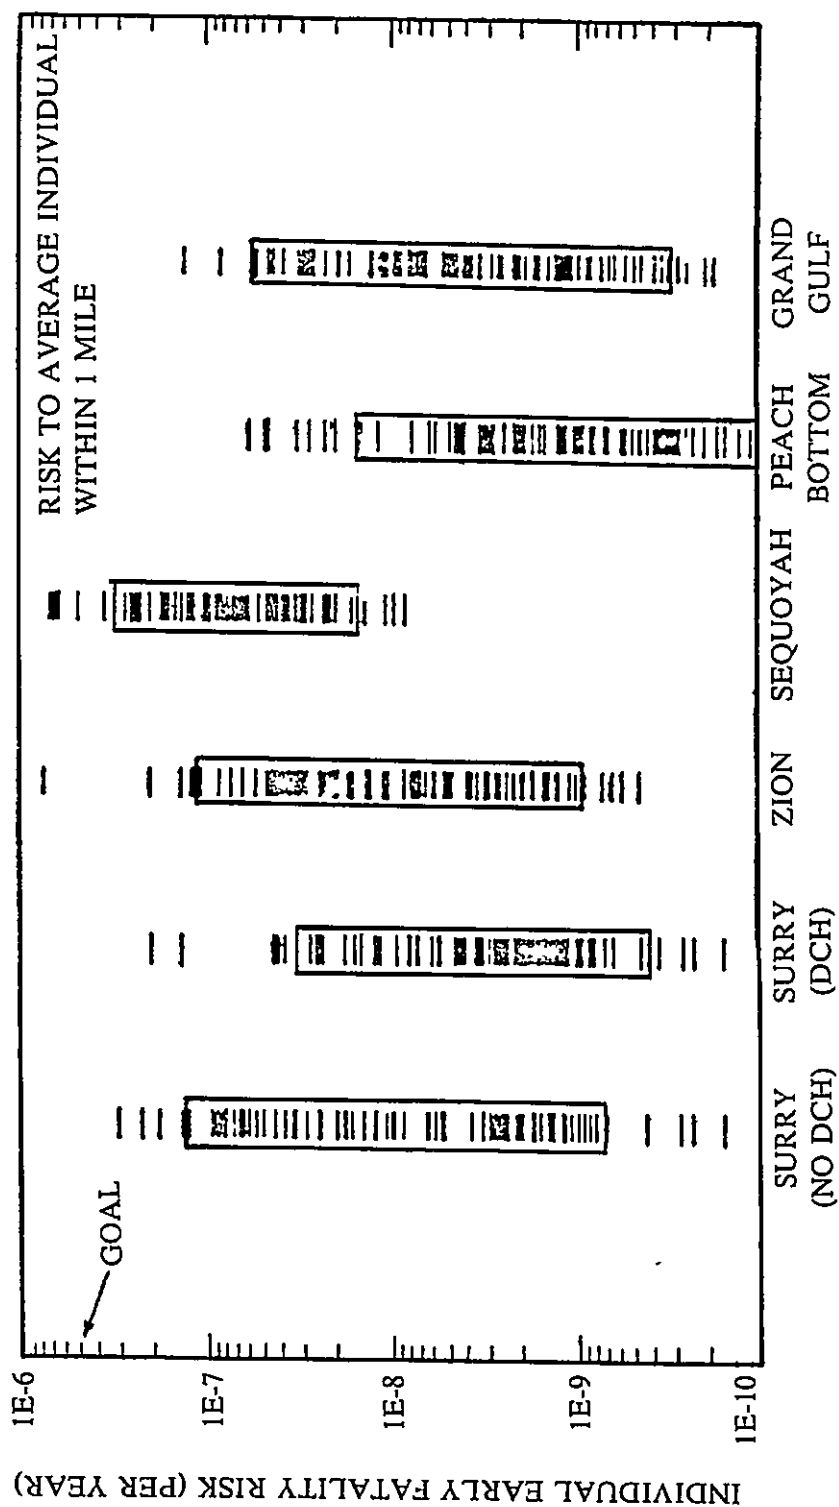 RISK TO AVERAGE INDIVIDUAL
WITHIN 1 MILE
GOAL
1E-6
1E-7
1E-8
1E-9
1E-10
INDIVIDUAL EARLY FATALITY RISK (PER YEAR)
SURRY
(NO DCH)
SURRY
(DCH)
ZION
SEQUOYAH
PEACH
BOTTOM
GRAND
GULF